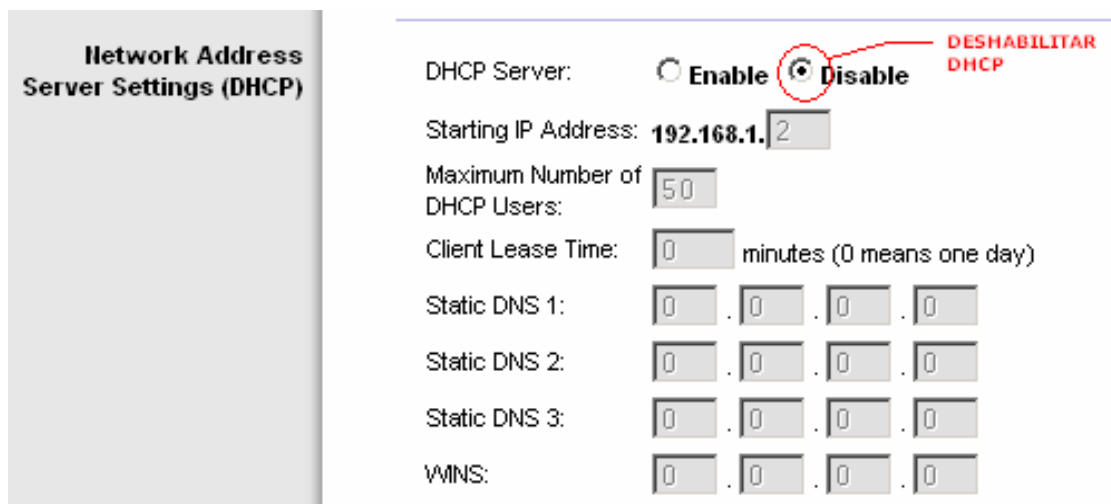 Network Address
Server Settings (DHCP)
DHCP Server: Enable Disable
DESHABILITAR
DHCP
Starting IP Address: 192.168.1. 2
Maximum Number of
DHCP Users: 50
Client Lease Time: 0 minutes (0 means one day)
Static DNS 1: 0 . 0 . 0 . 0
Static DNS 2: 0 . 0 . 0 . 0
Static DNS 3: 0 . 0 . 0 . 0
WINS: 0 . 0 . 0 . 0